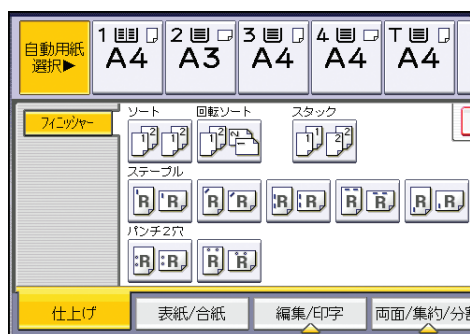 自動用紙
選択▶
1 A4
2 A3
3 A4
4 A4
T A4
フィニッシャー
ソート 回転ソート スタック
ステープル
パンチ2穴
仕上げ 表紙/合紙 編集/印字 両面/集約/分